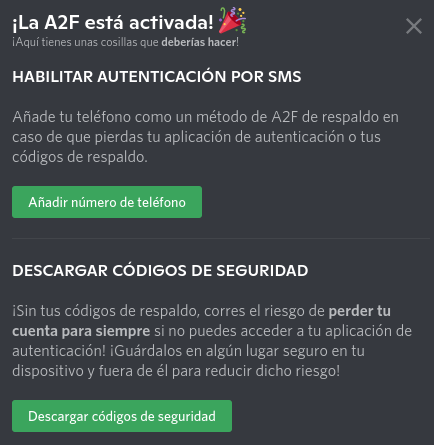 ¡La A2F está activada!
¡Aquí tienes unas cosillas que deberías hacer!
HABILITAR AUTENTICACIÓN POR SMS
Añade tu teléfono como un método de A2F de respaldo en
caso de que pierdas tu aplicación de autenticación o tus
códigos de respaldo.
Añadir número de teléfono
DESCARGAR CÓDIGOS DE SEGURIDAD
¡Sin tus códigos de respaldo, corres el riesgo de perder tu
cuenta para siempre si no puedes acceder a tu aplicación de
autenticación! ¡Guárdalos en algún lugar seguro en tu
dispositivo y fuera de él para reducir dicho riesgo!
Descargar códigos de seguridad